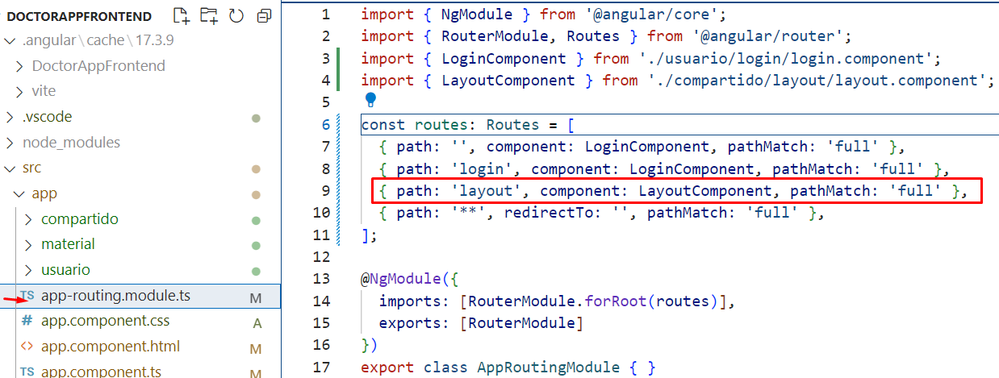 DOCTORAPPFRONTEND
.angular\cache\17.3.9
DoctorAppFrontend
vite
.vscode
node_modules
src
app
compartido
material
usuario
TS app-routing.module.ts M
# app.component.css A
<> app.component.html M
TS app.component.ts M
1 import { NgModule } from '@angular/core';
2 import { RouterModule, Routes } from '@angular/router';
3 import { LoginComponent } from './usuario/login/login.component';
4 import { LayoutComponent } from './compartido/layout/layout.component';
5
6 const routes: Routes = [
7 { path: '', component: LoginComponent, pathMatch: 'full' },
8 { path: 'login', component: LoginComponent, pathMatch: 'full' },
9 { path: 'layout', component: LayoutComponent, pathMatch: 'full' },
10 { path: '**', redirectTo: '', pathMatch: 'full' },
11 ];
12
13 @NgModule({
14 imports: [RouterModule.forRoot(routes)],
15 exports: [RouterModule]
16 })
17 export class AppRoutingModule { }